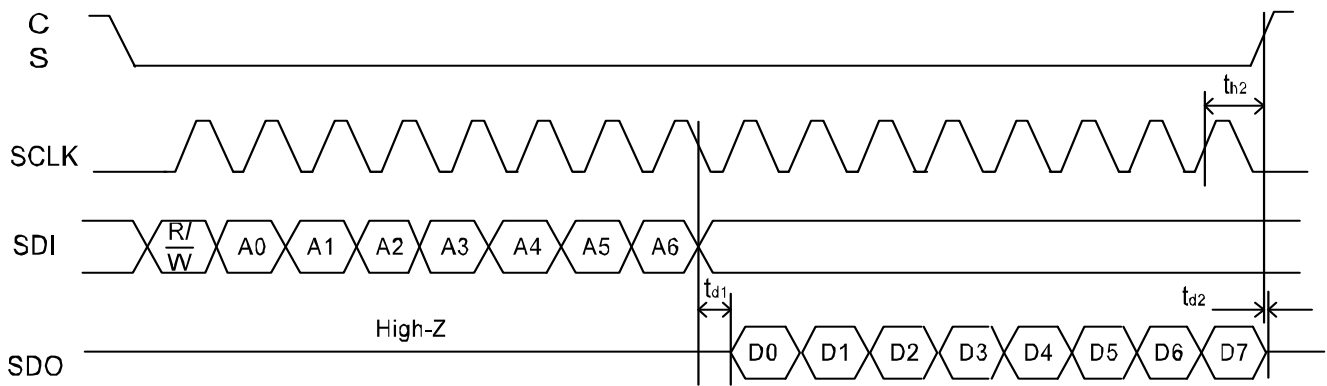 C
S
th2
SCLK
SDI
R/
W
A0 A1 A2 A3 A4 A5 A6
td1
td2
High-Z
SDO
D0 D1 D2 D3 D4 D5 D6 D7